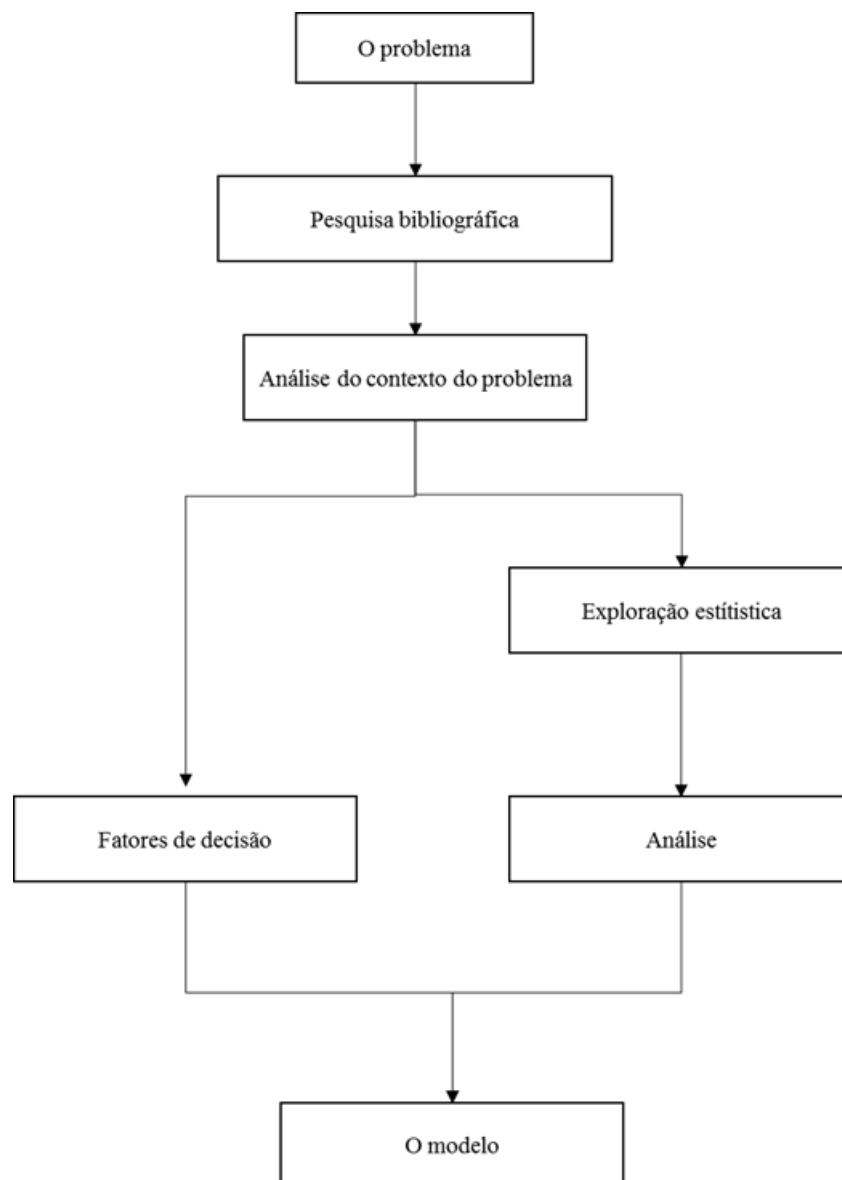 O problema
Pesquisa bibliográfica
Análise do contexto do problema
Exploração estítistica
Fatores de decisão
Análise
O modelo